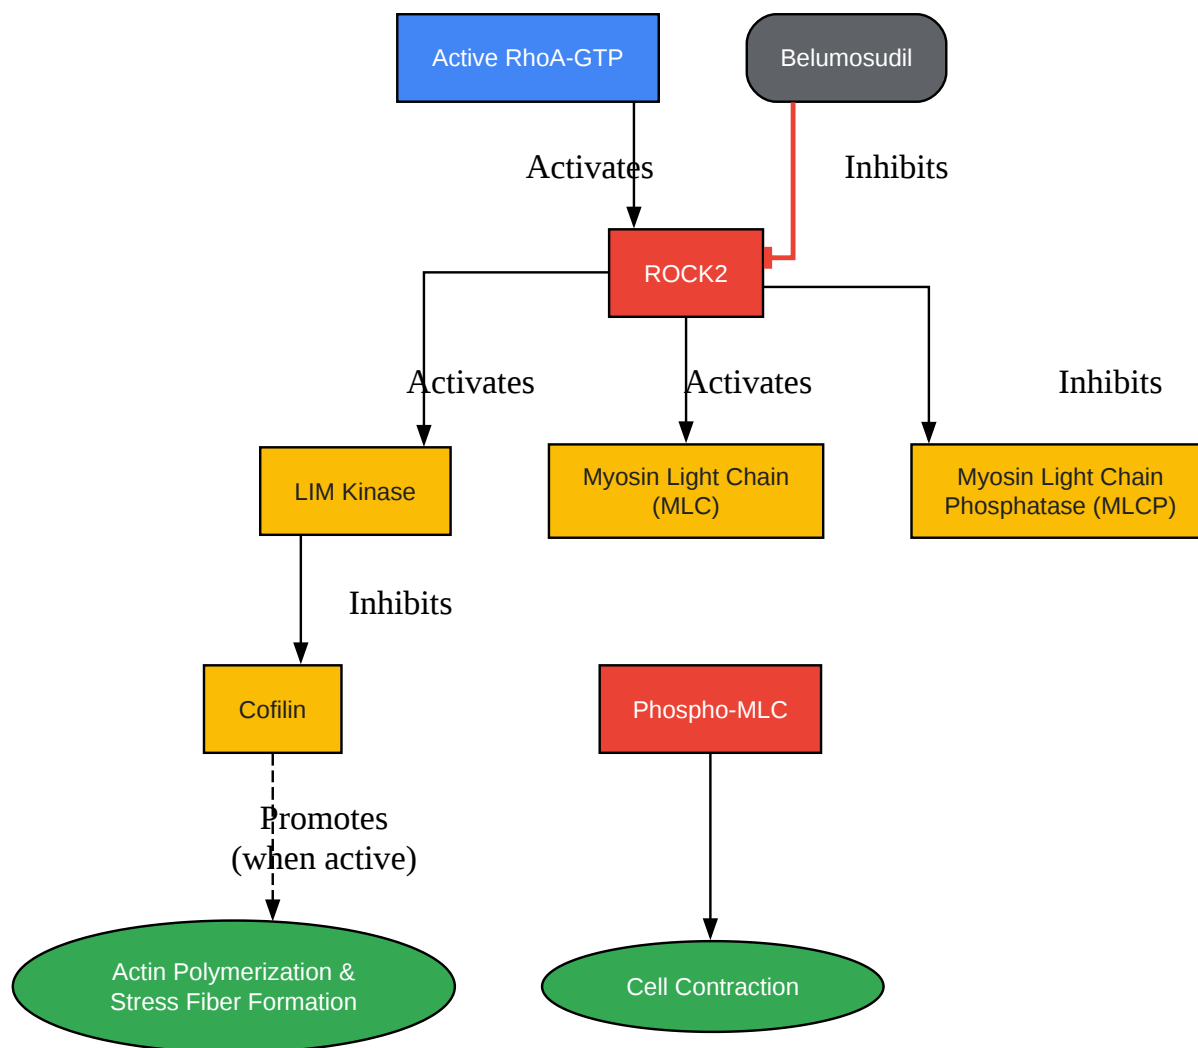 Active RhoA-GTP
Belumosudil
Activates
Inhibits
ROCK2
Activates
Activates
Inhibits
LIM Kinase
Myosin Light Chain
(MLC)
Myosin Light Chain
Phosphatase (MLCP)
Inhibits
Cofilin
Phospho-MLC
Promotes
(when active)
Actin Polymerization &
Stress Fiber Formation
Cell Contraction